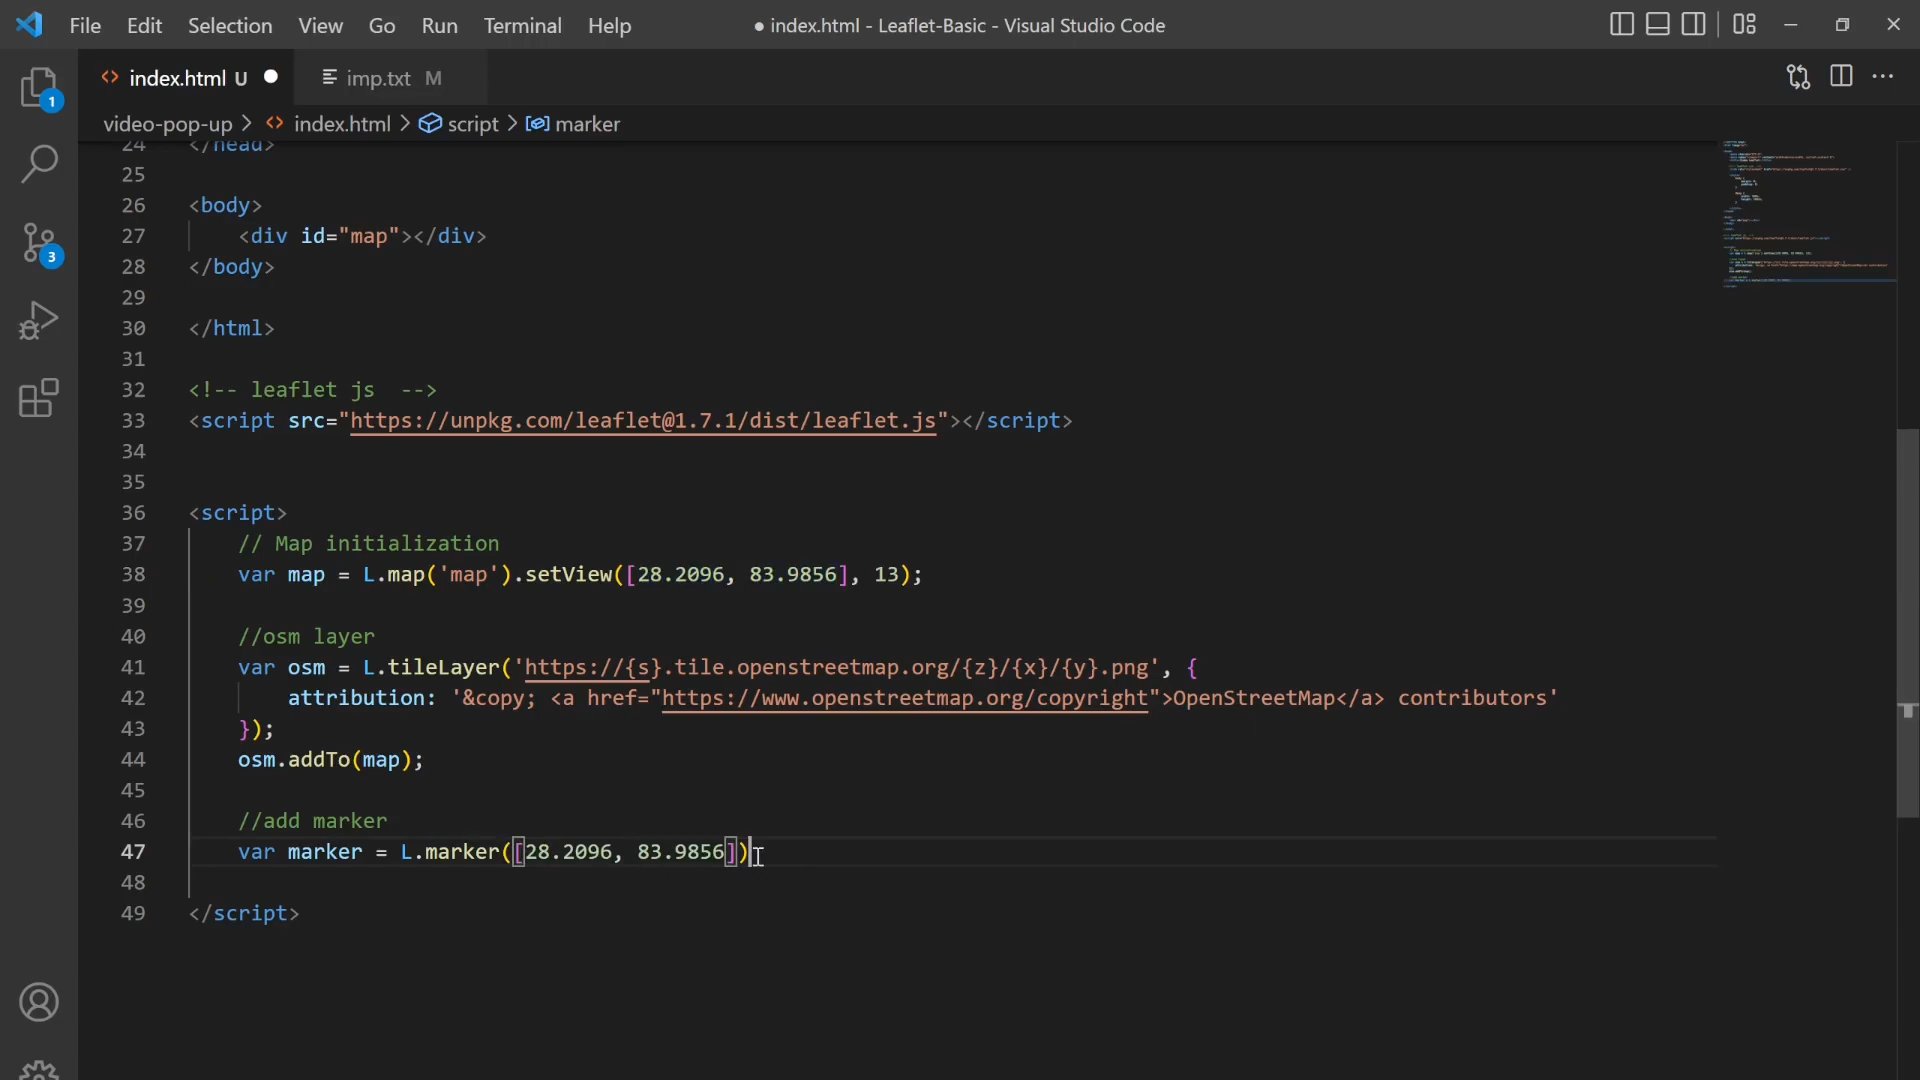 File Edit Selection View Go Run Terminal Help ● index.html - Leaflet-Basic - Visual Studio Code
index.html U imp.txt M
1
video-pop-up > index.html > script > marker
24 </head>
25
26 <body>
27 <div id="map"></div>
3
28 </body>
29
30 </html>
31
32 <!-- leaflet js -->
33 <script src="https://unpkg.com/leaflet@1.7.1/dist/leaflet.js"></script>
34
35
36 <script>
37 // Map initialization
38 var map = L.map('map').setView([28.2096, 83.9856], 13);
39
40 //osm layer
41 var osm = L.tileLayer('https://{s}.tile.openstreetmap.org/{z}/{x}/{y}.png', {
42 attribution: '&copy; <a href="https://www.openstreetmap.org/copyright">OpenStreetMap</a> contributors'
43 });
44 osm.addTo(map);
45
46 //add marker
47 var marker = L.marker([28.2096, 83.9856])
48
49 </script>